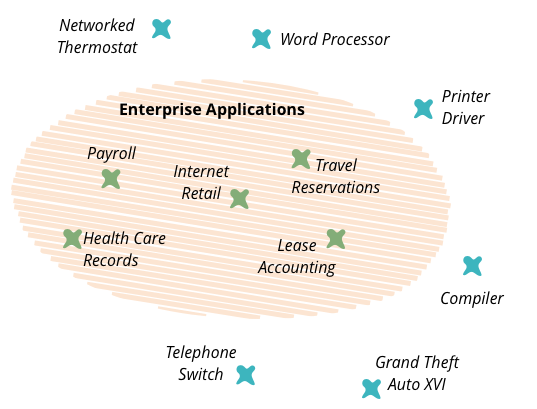 Networked
Thermostat
Word Processor
Printer
Driver
Enterprise Applications
Payroll
Internet
Retail
Travel
Reservations
Health Care
Records
Lease
Accounting
Compiler
Telephone
Switch
Grand Theft
Auto XVI